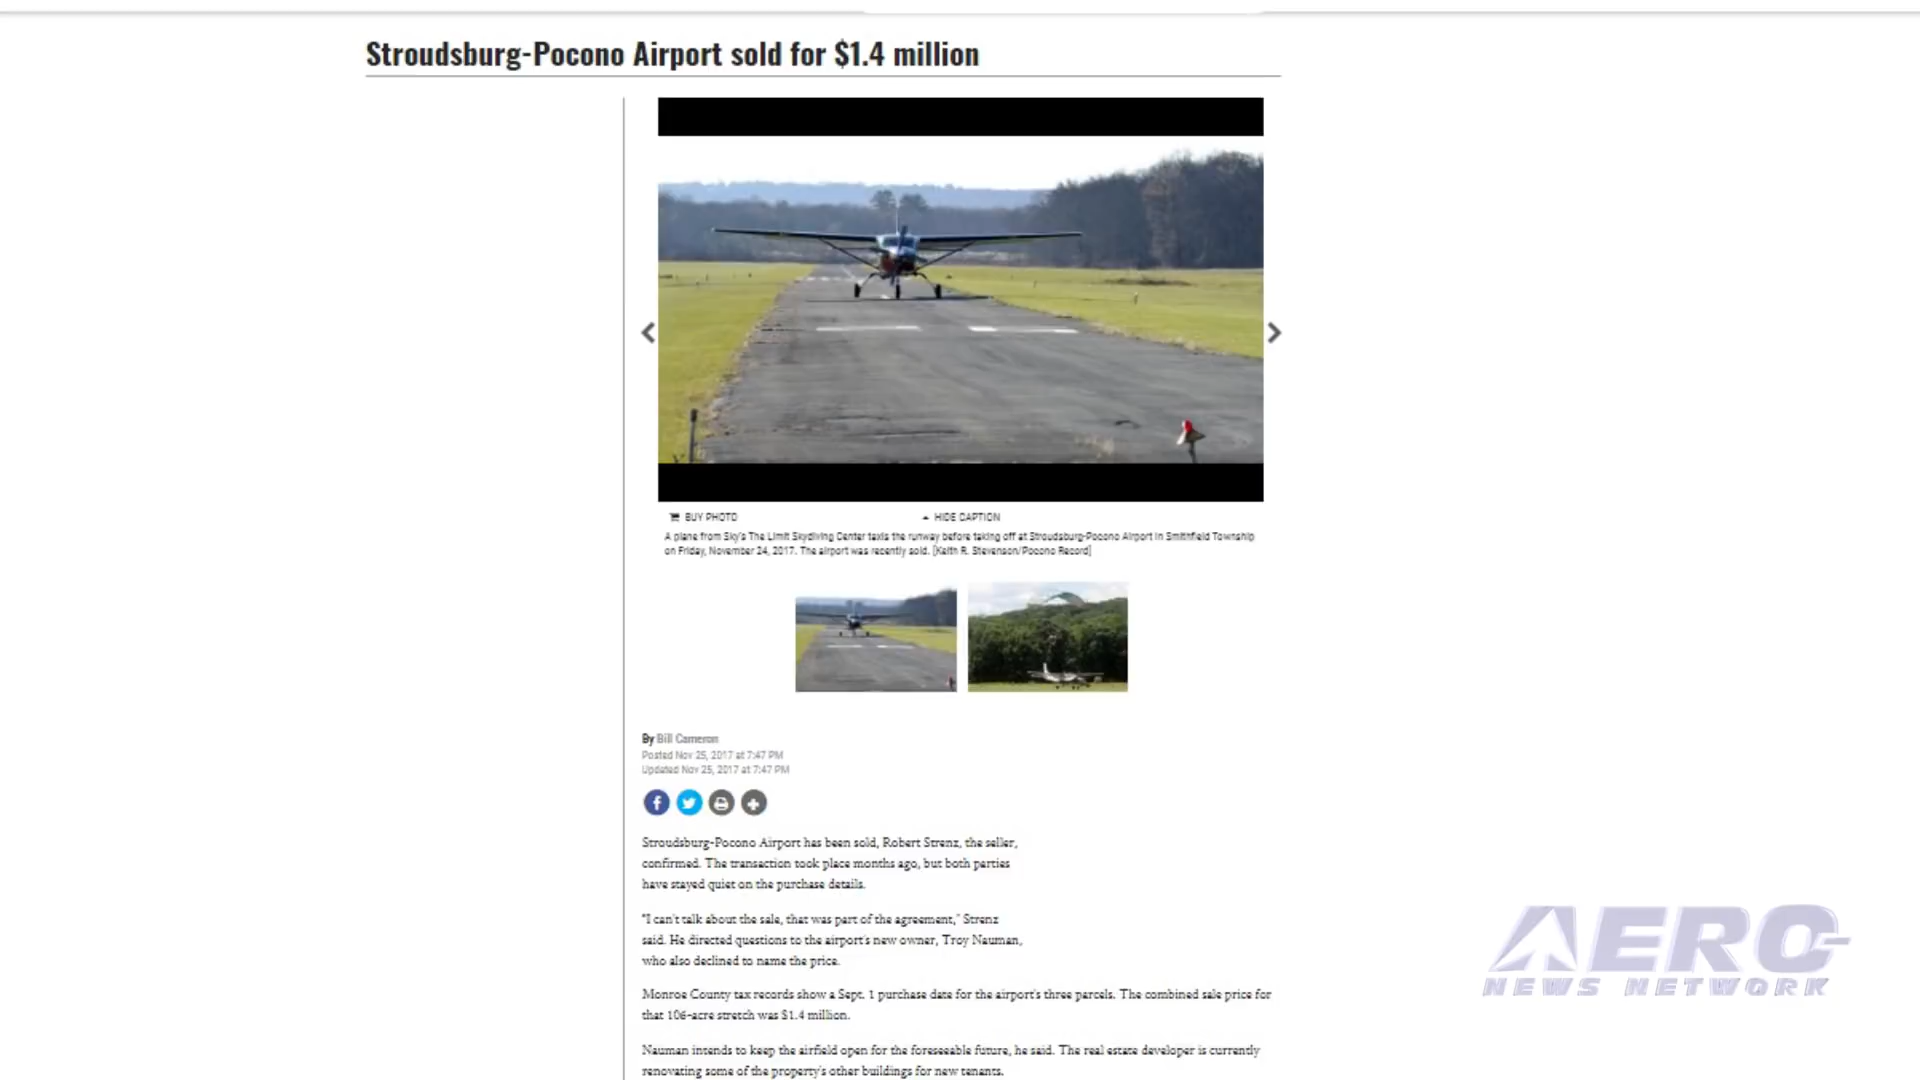 Stroudsburg-Pocono Airport sold for $1.4 million
BUY PHOTO
HIDE CAPTION
A plane from Sky's The Limit Skydiving Center taxis the runway before taking off at Stroudsburg-Pocono Airport in Smithfield Township
on Friday, November 24, 2017. The airport was recently sold. [Keith R. Stevenson/Pocono Record]
By Bill Cameron
Posted Nov 25, 2017 at 7:47 PM
Updated Nov 25, 2017 at 7:47 PM
Stroudsburg-Pocono Airport has been sold, Robert Strenz, the seller,
confirmed. The transaction took place months ago, but both parties
have stayed quiet on the purchase details.
"I can't talk about the sale, that was part of the agreement," Strenz
said. He directed questions to the airport's new owner, Troy Nauman,
who also declined to name the price.
Monroe County tax records show a Sept. 1 purchase date for the airport's three parcels. The combined sale price for
that 106-acre stretch was $1.4 million.
Nauman intends to keep the airfield open for the foreseeable future, he said. The real estate developer is currently
renovating some of the property's other buildings for new tenants.
AERO
NEWS NETWORK